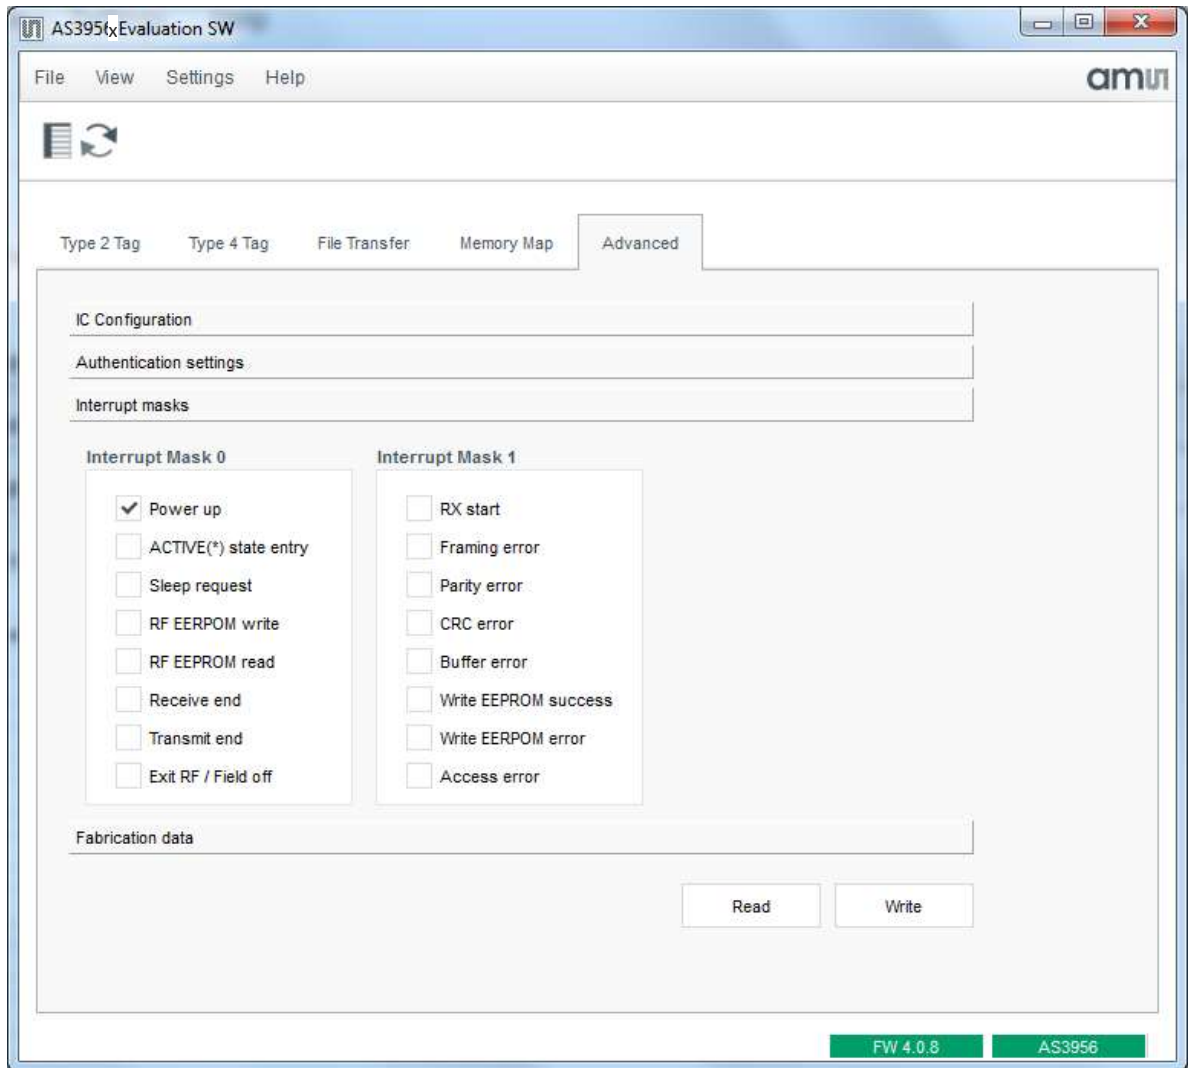 AS3956x Evaluation SW
File View Settings Help
amu
Type 2 Tag Type 4 Tag File Transfer Memory Map Advanced
IC Configuration
Authentication settings
Interrupt masks
Interrupt Mask 0 Interrupt Mask 1
Power up RX start
ACTIVE(*) state entry Framing error
Sleep request Parity error
RF EERPOM write CRC error
RF EEPROM read Buffer error
Receive end Write EEPROM success
Transmit end Write EERPOM error
Exit RF / Field off Access error
Fabrication data
Read Write
FW 4.0.8 AS3956